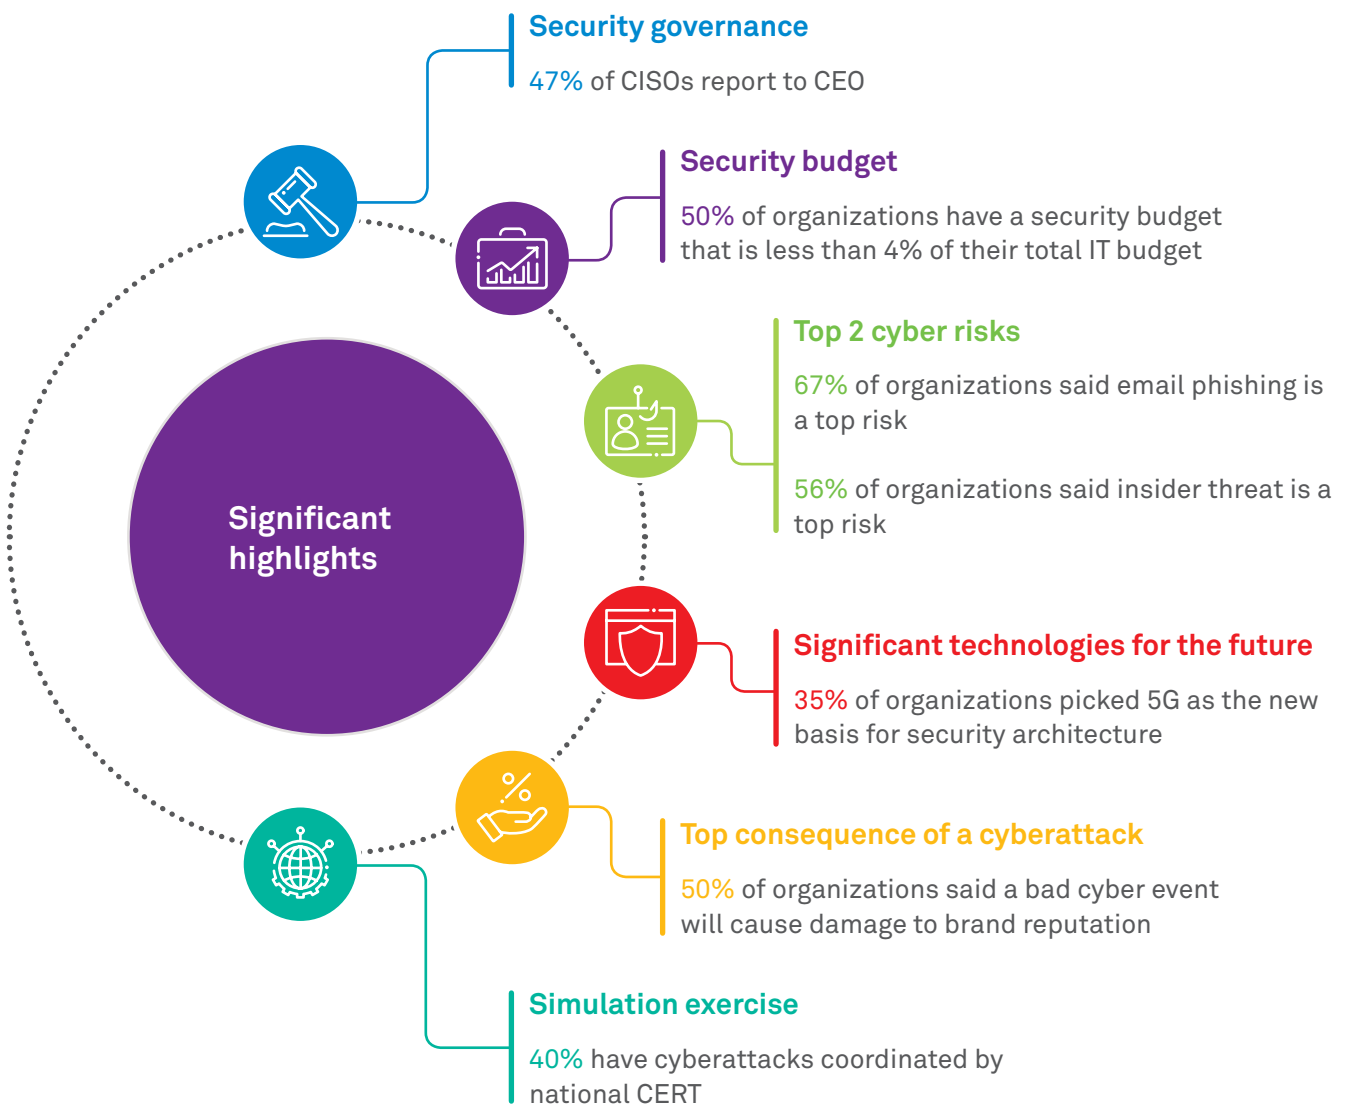 Security governance
47% of CISOs report to CEO
Security budget
50% of organizations have a security budget
that is less than 4% of their total IT budget
Top 2 cyber risks
67% of organizations said email phishing is
a top risk
56% of organizations said insider threat is a
top risk
Significant
highlights
Significant technologies for the future
35% of organizations picked 5G as the new
basis for security architecture
Top consequence of a cyberattack
50% of organizations said a bad cyber event
will cause damage to brand reputation
Simulation exercise
40% have cyberattacks coordinated by
national CERT